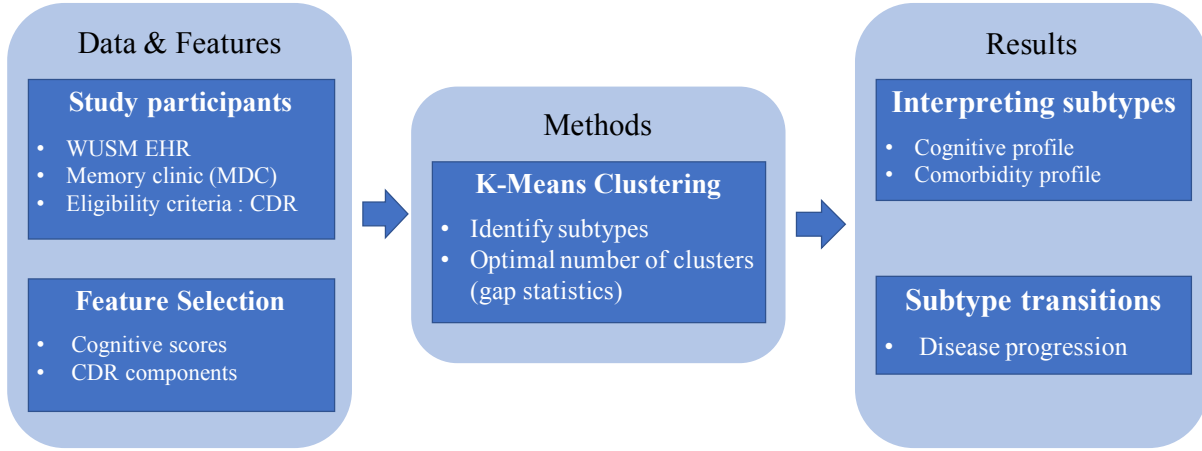 Data & Features
Study participants
• WUSM EHR
• Memory clinic (MDC)
• Eligibility criteria : CDR
Feature Selection
• Cognitive scores
• CDR components
Methods
K-Means Clustering
• Identify subtypes
• Optimal number of clusters
(gap statistics)
Results
Interpreting subtypes
• Cognitive profile
• Comorbidity profile
Subtype transitions
• Disease progression